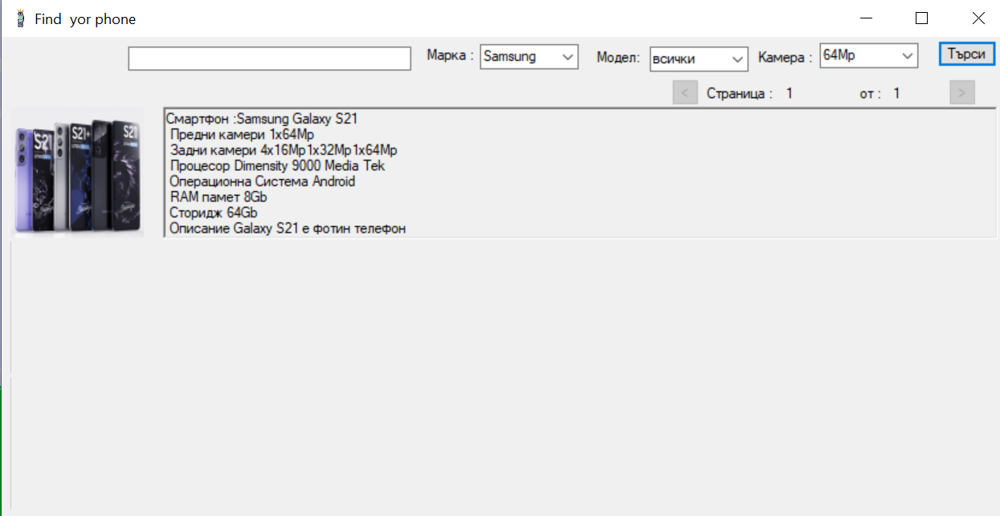 Find yor phone
Марка : Samsung Модел: всички Камера : 64Mp Търси
< Страница : 1 от : 1 >
S21 S21+ S21
Смартфон :Samsung Galaxy S21
Предни камери 1x64Mp
Задни камери 4x16Mp1x32Mp1x64Mp
Процесор Dimensity 9000 Media Tek
Операционна Система Android
RAM памет 8Gb
Сторидж 64Gb
Описание Galaxy S21 е фотин телефон